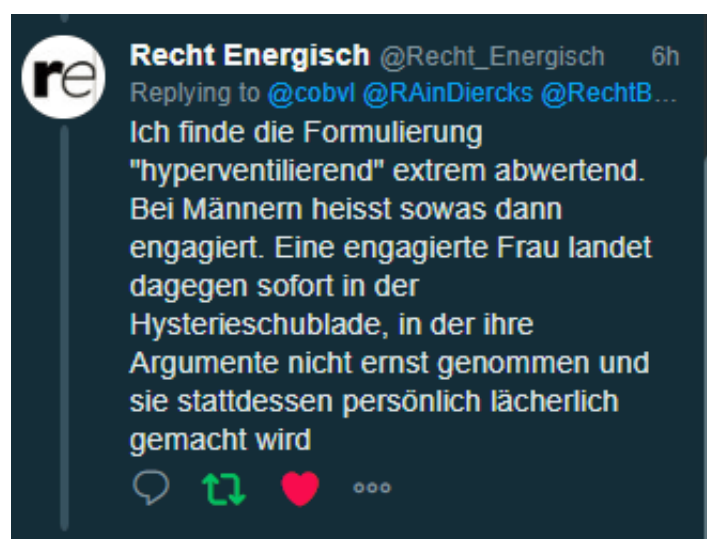 re
Recht Energisch @Recht_Energisch 6h
Replying to @cobvl @RAinDiercks @RechtB...
Ich finde die Formulierung
"hyperventilierend" extrem abwertend.
Bei Männern heisst sowas dann
engagiert. Eine engagierte Frau landet
dagegen sofort in der
Hysterieschublade, in der ihre
Argumente nicht ernst genommen und
sie stattdessen persönlich lächerlich
gemacht wird